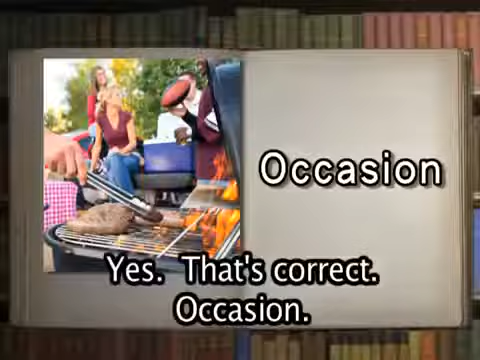 Occasion
Yes.  That's correct.
Occasion.